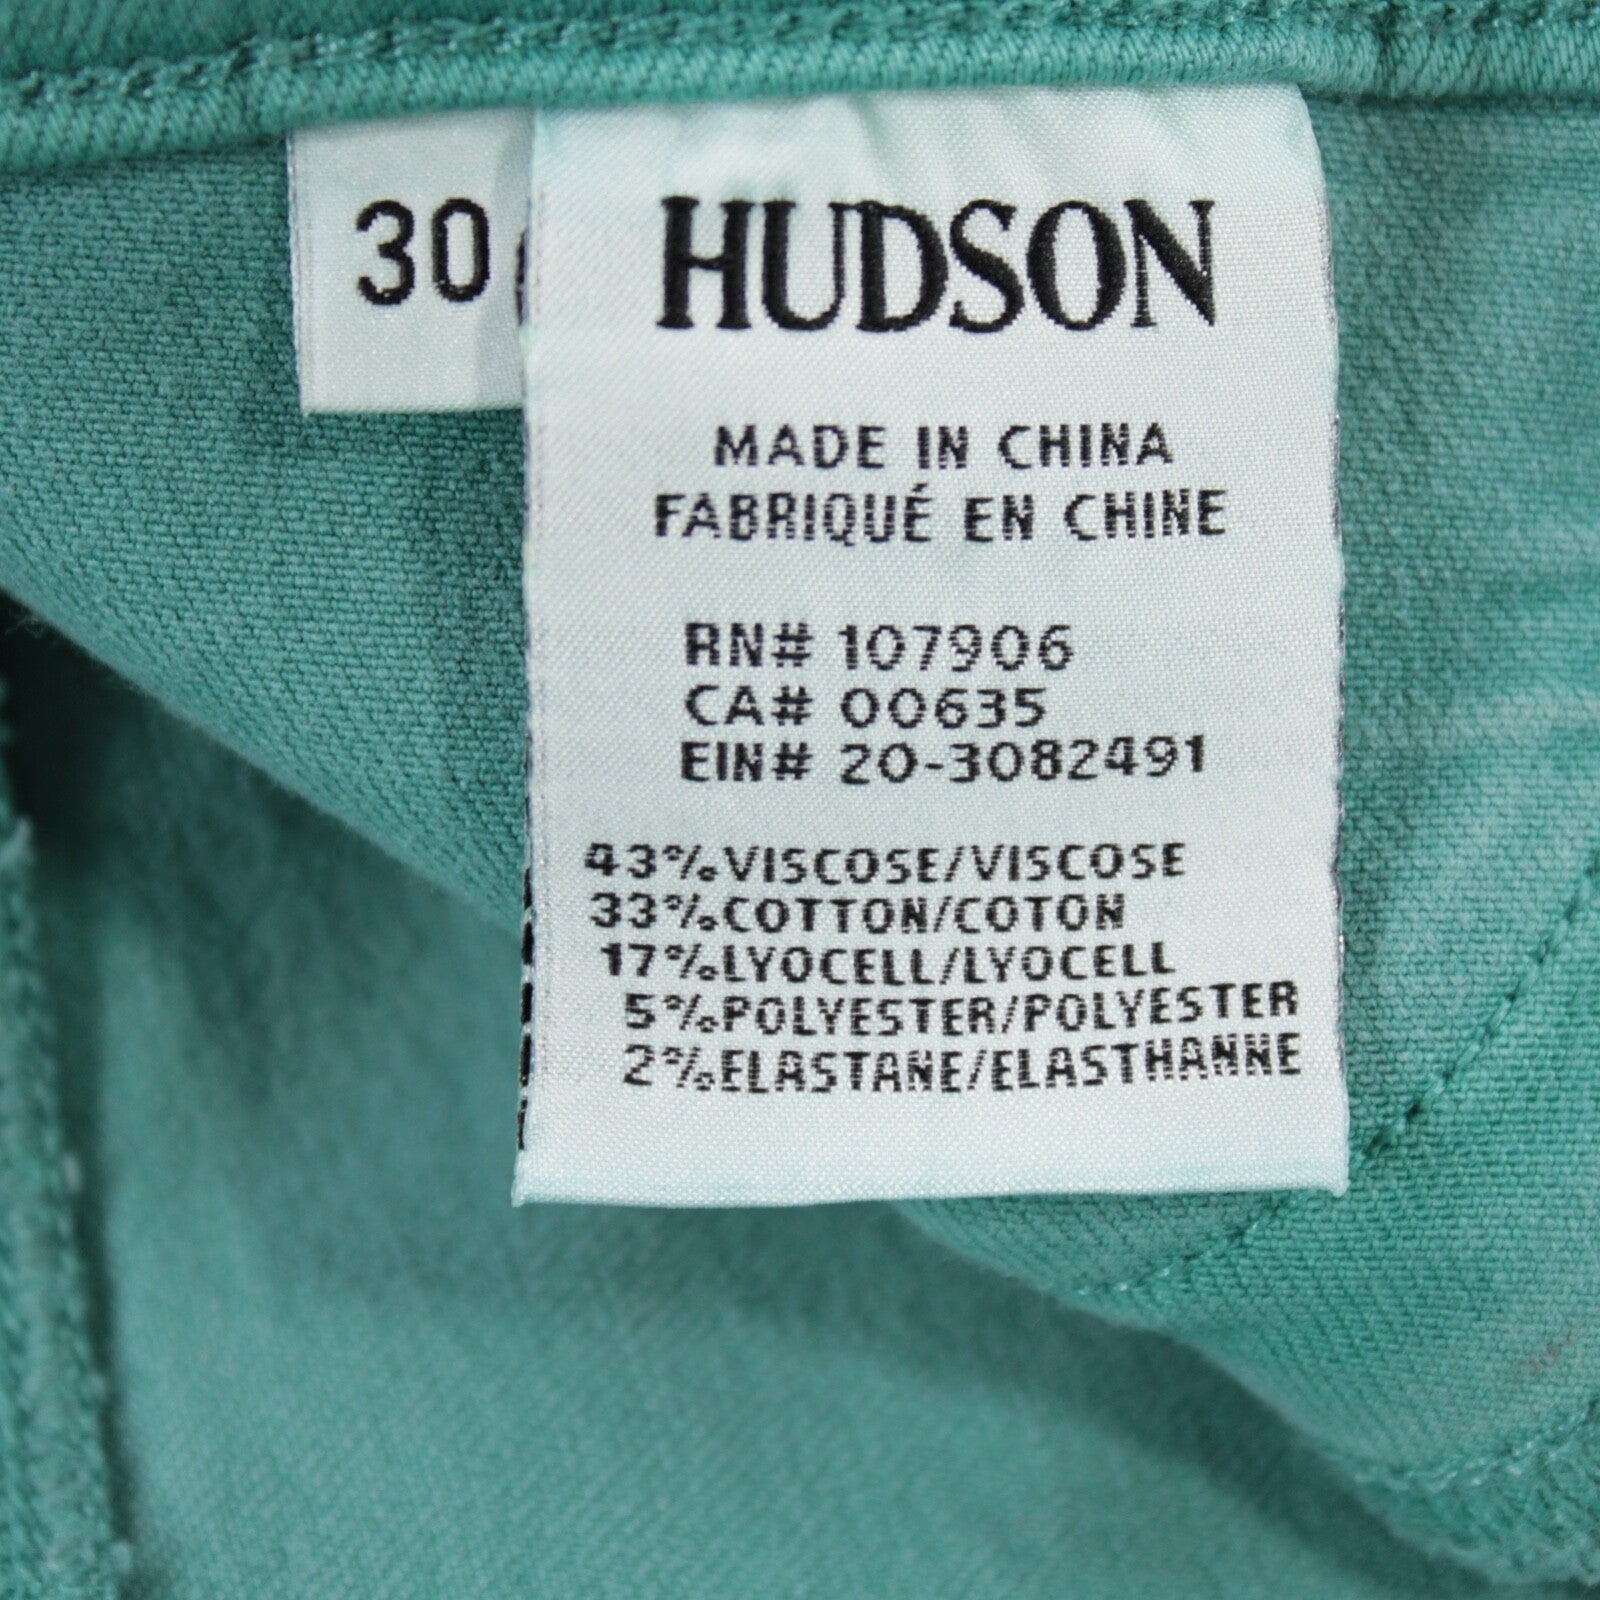 30
HUDSON
MADE IN CHINA
FABRIQUÉ EN CHINE
RN# 107906
CA# 00635
EIN# 20-3082491
43%VISCOSE/VISCOSE
33%COTTON/COTON
17%LYOCELL/LYOCELL
5%POLYESTER/POLYESTER
2%ELASTANE/ELASTHANNE